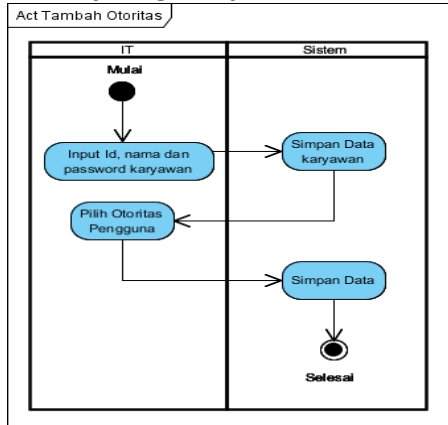 Act Tambah Otoritas
IT
Sistem
Mulai
Input Id, nama dan
password karyawan
Simpan Data
karyawan
Pilih Otoritas
Pengguna
Simpan Data
Selesai